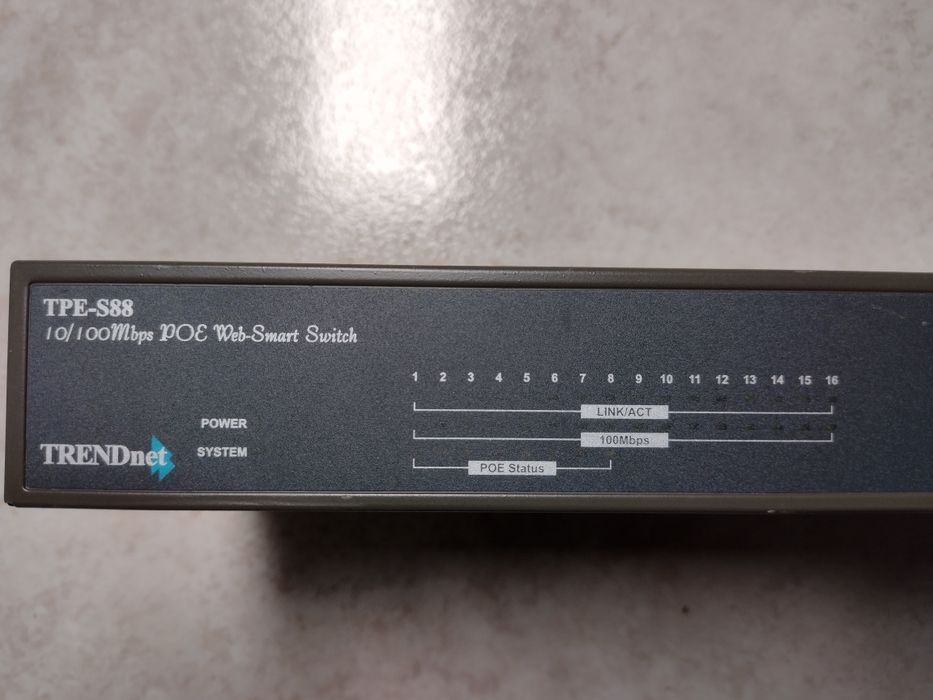 TPE-S88
10/100Mbps POE Web-Smart Switch
1 2 3 4 5 6 7 8 9 10 11 12 13 14 15 16
LINK/ACT
POWER
100Mbps
SYSTEM
TRENDnet
POE Status